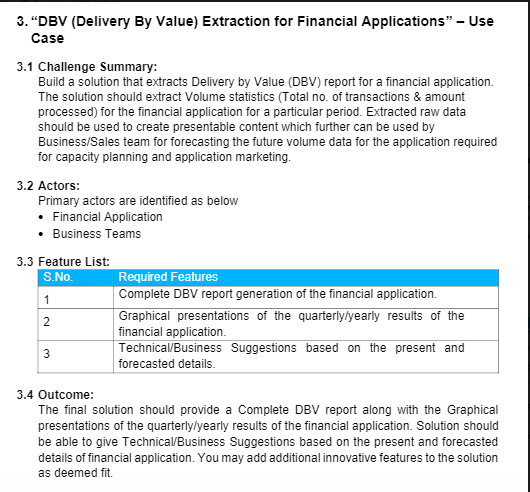 3. “DBV (Delivery By Value) Extraction for Financial Applications” – Use
Case
3.1 Challenge Summary:
Build a solution that extracts Delivery by Value (DBV) report for a financial application.
The solution should extract Volume statistics (Total no. of transactions & amount
processed) for the financial application for a particular period. Extracted raw data
should be used to create presentable content which further can be used by
Business/Sales team for forecasting the future volume data for the application required
for capacity planning and application marketing.
3.2 Actors:
Primary actors are identified as below
• Financial Application
• Business Teams
3.3 Feature List:
S.No. Required Features
1 Complete DBV report generation of the financial application.
2 Graphical presentations of the quarterly/yearly results of the
financial application.
3 Technical/Business Suggestions based on the present and
forecasted details.
3.4 Outcome:
The final solution should provide a Complete DBV report along with the Graphical
presentations of the quarterly/yearly results of the financial application. Solution should
be able to give Technical/Business Suggestions based on the present and forecasted
details of financial application. You may add additional innovative features to the solution
as deemed fit.